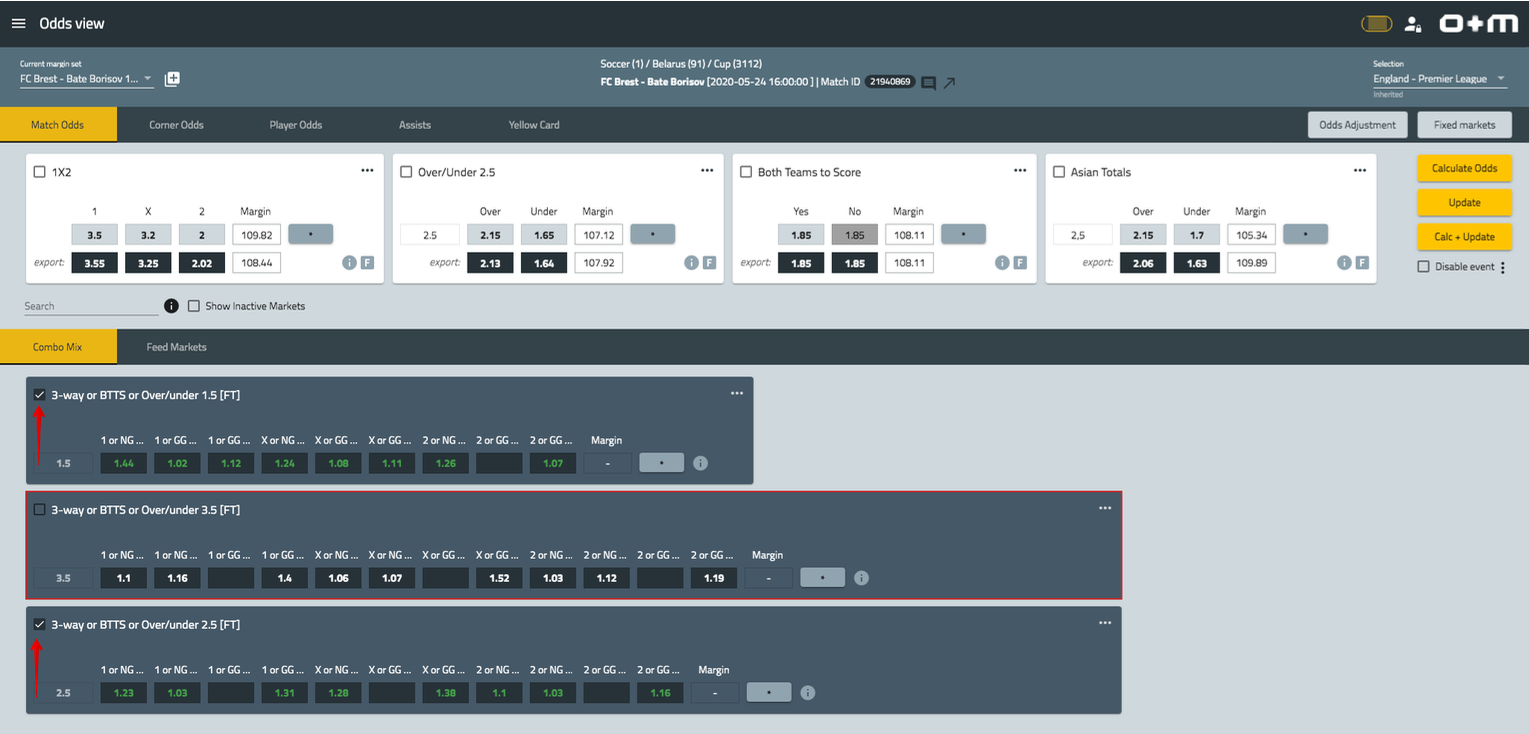 Odds view
o+m
Current margin set
FC Brest - Bate Borisov 1...
Soccer (1) / Belarus (91) / Cup (3112)
FC Brest - Bate Borisov [2020-05-24 16:00:00 ] | Match ID 21940869
Selection
England - Premier League
Inherited
Match Odds Corner Odds Player Odds Assists Yellow Card Odds Adjustment Fixed markets
1X2 ... Over/Under 2.5 ... Both Teams to Score ... Asian Totals ... Calculate Odds
1 X 2 Margin Over Under Margin Yes No Margin Over Under Margin Update
3.5 3.2 2 109.82 • 2.5 2.15 1.65 107.12 • 1.85 1.85 108.11 • 2,5 2.15 1.7 105.34 • Calc + Update
export: 3.55 3.25 2.02 108.44 i F export: 2.13 1.64 107.92 i F export: 1.85 1.85 108.11 i F export: 2.06 1.63 109.89 i F Disable event
Search i Show Inactive Markets
Combo Mix Feed Markets
3-way or BTTS or Over/under 1.5 [FT] ...
1 or NG ... 1 or GG ... 1 or GG ... X or NG ... X or GG ... X or GG ... 2 or NG ... 2 or GG ... 2 or GG ... Margin
1.5 1.44 1.02 1.12 1.24 1.08 1.11 1.26 1.07 - • i
3-way or BTTS or Over/under 3.5 [FT] ...
1 or NG ... 1 or NG ... 1 or GG ... 1 or GG ... X or NG ... X or NG ... X or GG ... X or GG ... 2 or NG ... 2 or NG ... 2 or GG ... 2 or GG ... Margin
3.5 1.1 1.16 1.4 1.06 1.07 1.52 1.03 1.12 1.19 - • i
3-way or BTTS or Over/under 2.5 [FT] ...
1 or NG ... 1 or NG ... 1 or GG ... 1 or GG ... X or NG ... X or GG ... X or GG ... 2 or NG ... 2 or NG ... 2 or GG ... 2 or GG ... Margin
2.5 1.23 1.03 1.31 1.28 1.38 1.1 1.03 1.16 - • i